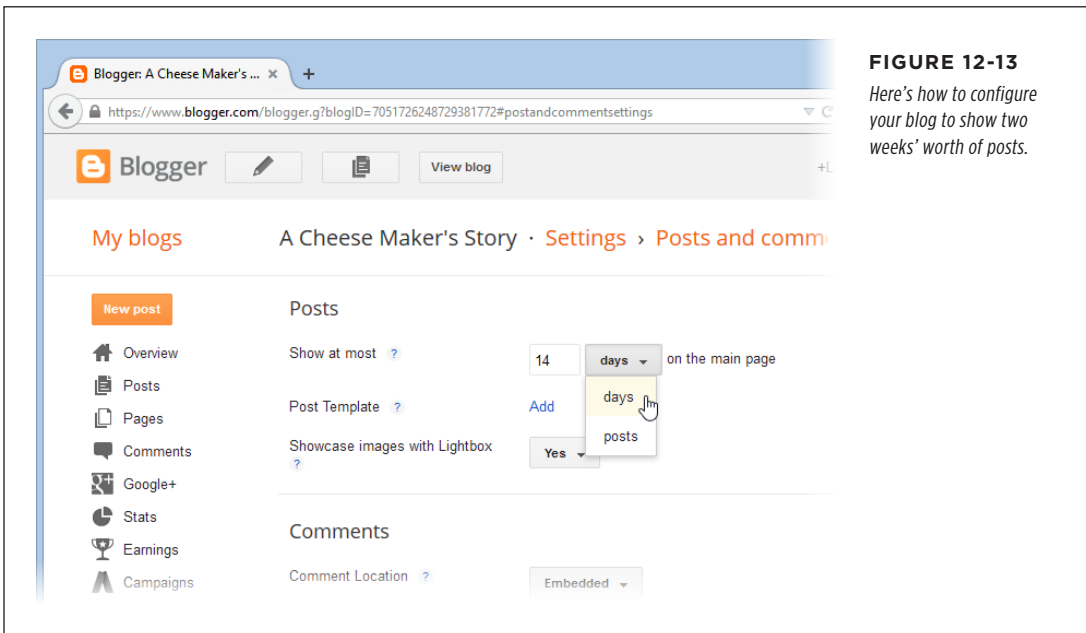 Blogger: A Cheese Maker's ...
https://www.blogger.com/blogger.g?blogID=7051726248729381772#postandcommentsettings
Blogger
View blog
My blogs
A Cheese Maker's Story · Settings › Posts and comm
New post
Overview
Posts
Pages
Comments
Google+
Stats
Earnings
Campaigns
Posts
Show at most ? 14 days on the main page
days
posts
Post Template ? Add
Showcase images with Lightbox
? Yes
Comments
Comment Location ? Embedded
FIGURE 12-13
Here's how to configure
your blog to show two
weeks' worth of posts.